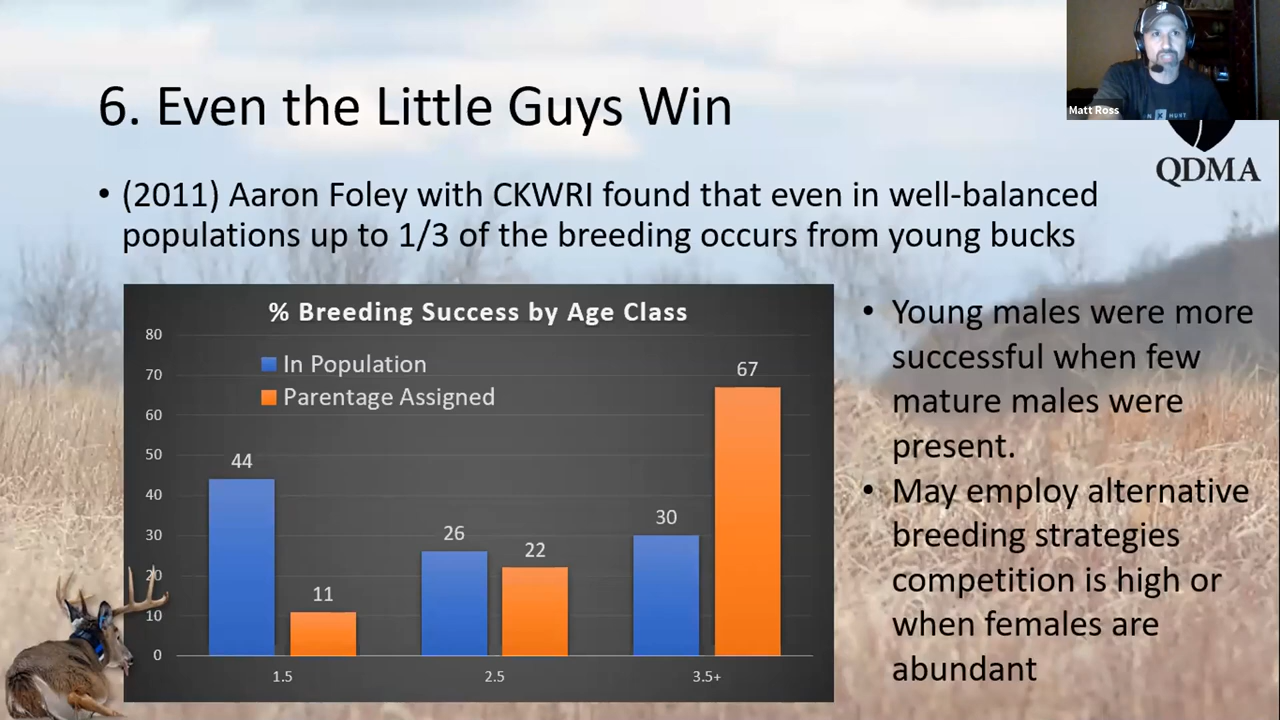 6. Even the Little Guys Win
Matt Ross
QDMA
• (2011) Aaron Foley with CKWRI found that even in well-balanced
populations up to 1/3 of the breeding occurs from young bucks
% Breeding Success by Age Class
In Population
Parentage Assigned
80
70
60
50
40
30
20
10
0
44
11
26
22
30
67
1.5
2.5
3.5+
• Young males were more
successful when few
mature males were
present.
• May employ alternative
breeding strategies
competition is high or
when females are
abundant